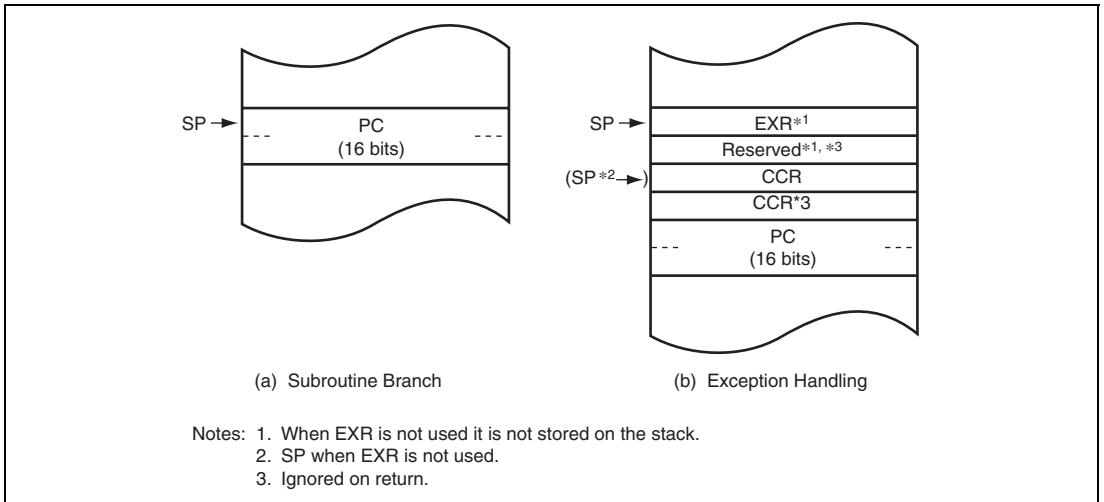 SP
PC
(16 bits)
(a) Subroutine Branch
SP
EXR*1
Reserved*1, *3
(SP*2 )
CCR
CCR*3
PC
(16 bits)
(b) Exception Handling
Notes: 1. When EXR is not used it is not stored on the stack.
2. SP when EXR is not used.
3. Ignored on return.